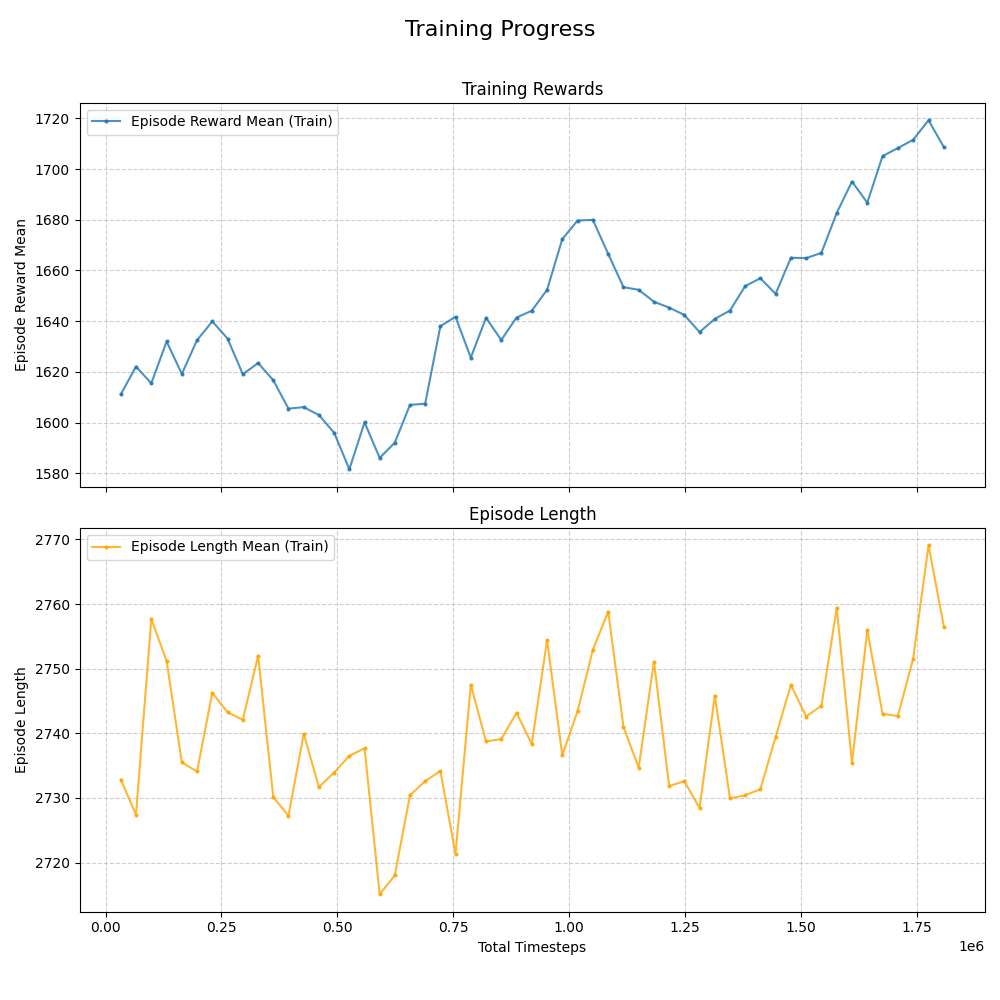 Training Progress
Training Rewards
Episode Reward Mean (Train)
1720
1700
1680
1660
1640
1620
1600
1580
Episode Reward Mean
Episode Length
Episode Length Mean (Train)
2770
2760
2750
2740
2730
2720
Episode Length
0.00 0.25 0.50 0.75 1.00 1.25 1.50 1.75
1e6
Total Timesteps